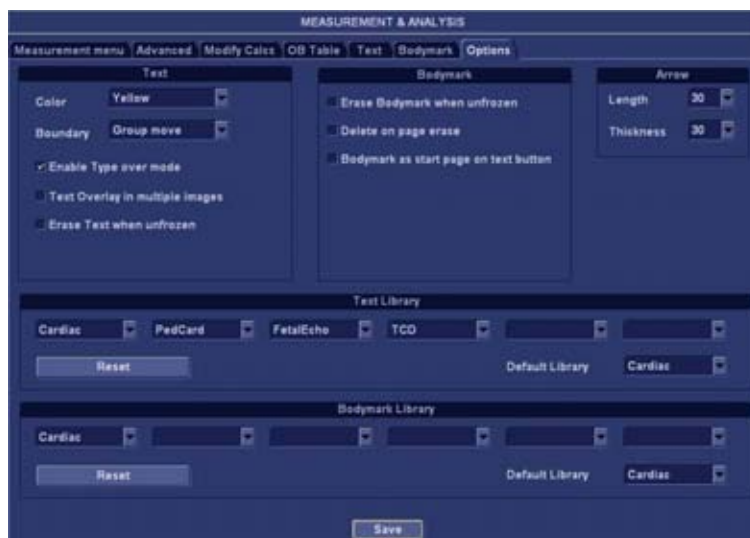 MEASUREMENT & ANALYSIS
Measurement menu Advanced Modify Calcs OB Table Text Bodymark Options
Text
Color Yellow
Boundary Group move
Enable Type over mode
Text Overlay in multiple images
Erase Text when unfrozen
Bodymark
Erase Bodymark when unfrozen
Delete on page erase
Bodymark as start page on text button
Arrow
Length 30
Thickness 30
Text Library
Cardiac PedCard FetalEcho TCD
Reset Default Library Cardiac
Bodymark Library
Cardiac
Reset Default Library Cardiac
Save